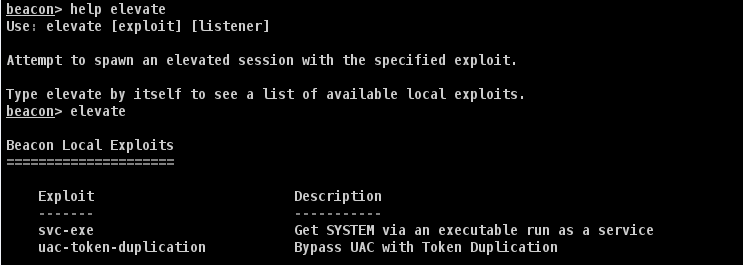 beacon> help elevate
Use: elevate [exploit] [listener]
Attempt to spawn an elevated session with the specified exploit.
Type elevate by itself to see a list of available local exploits.
beacon> elevate
Beacon Local Exploits
=====================
Exploit Description
------- -----------
svc-exe Get SYSTEM via an executable run as a service
uac-token-duplication Bypass UAC with Token Duplication